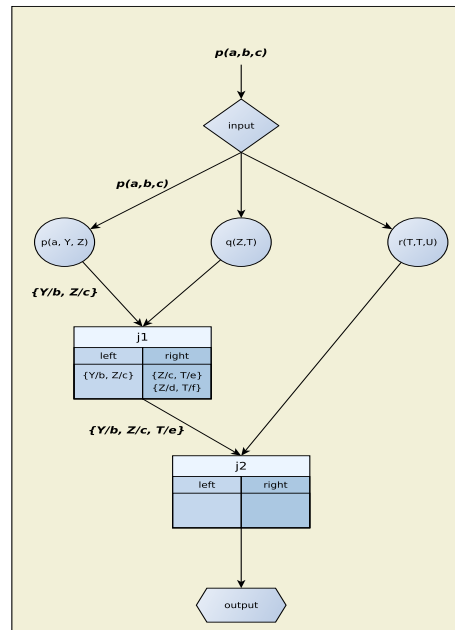 p(a,b,c)
input
p(a,b,c)
p(a, Y, Z)
q(Z,T)
r(T,T,U)
{Y/b, Z/c}
j1
left right
{Y/b, Z/c} {Z/c, T/e}
{Z/d, T/f}
{Y/b, Z/c, T/e}
j2
left right
output